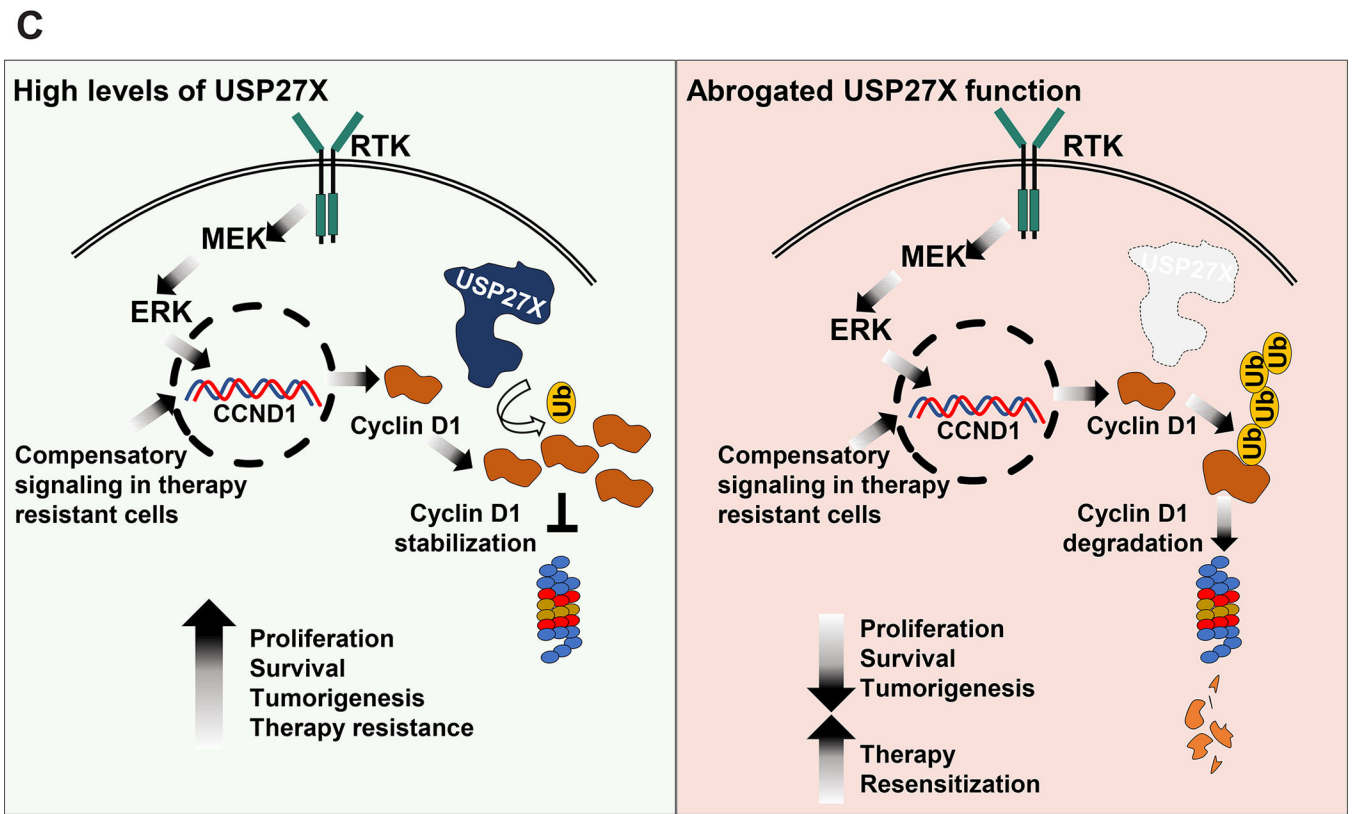 C
High levels of USP27X
RTK
MEK
ERK
USP27X
CCND1
Cyclin D1
Ub
Compensatory
signaling in therapy
resistant cells
Cyclin D1
stabilization
Proliferation
Survival
Tumorigenesis
Therapy resistance
Abrogated USP27X function
RTK
MEK
USP27X
ERK
Ub
Ub
Ub
Ub
CCND1
Cyclin D1
Compensatory
signaling in therapy
resistant cells
Cyclin D1
degradation
Proliferation
Survival
Tumorigenesis
Therapy
Resensitization